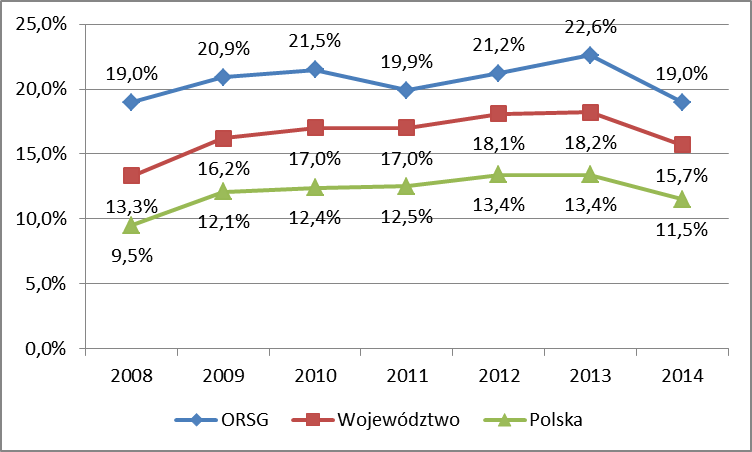 25,0%
20,0%
15,0%
10,0%
5,0%
0,0%
19,0% 20,9% 21,5% 19,9% 21,2% 22,6% 19,0%
13,3% 16,2% 17,0% 17,0% 18,1% 18,2% 15,7%
9,5% 12,1% 12,4% 12,5% 13,4% 13,4% 11,5%
2008 2009 2010 2011 2012 2013 2014
ORSG Województwo Polska